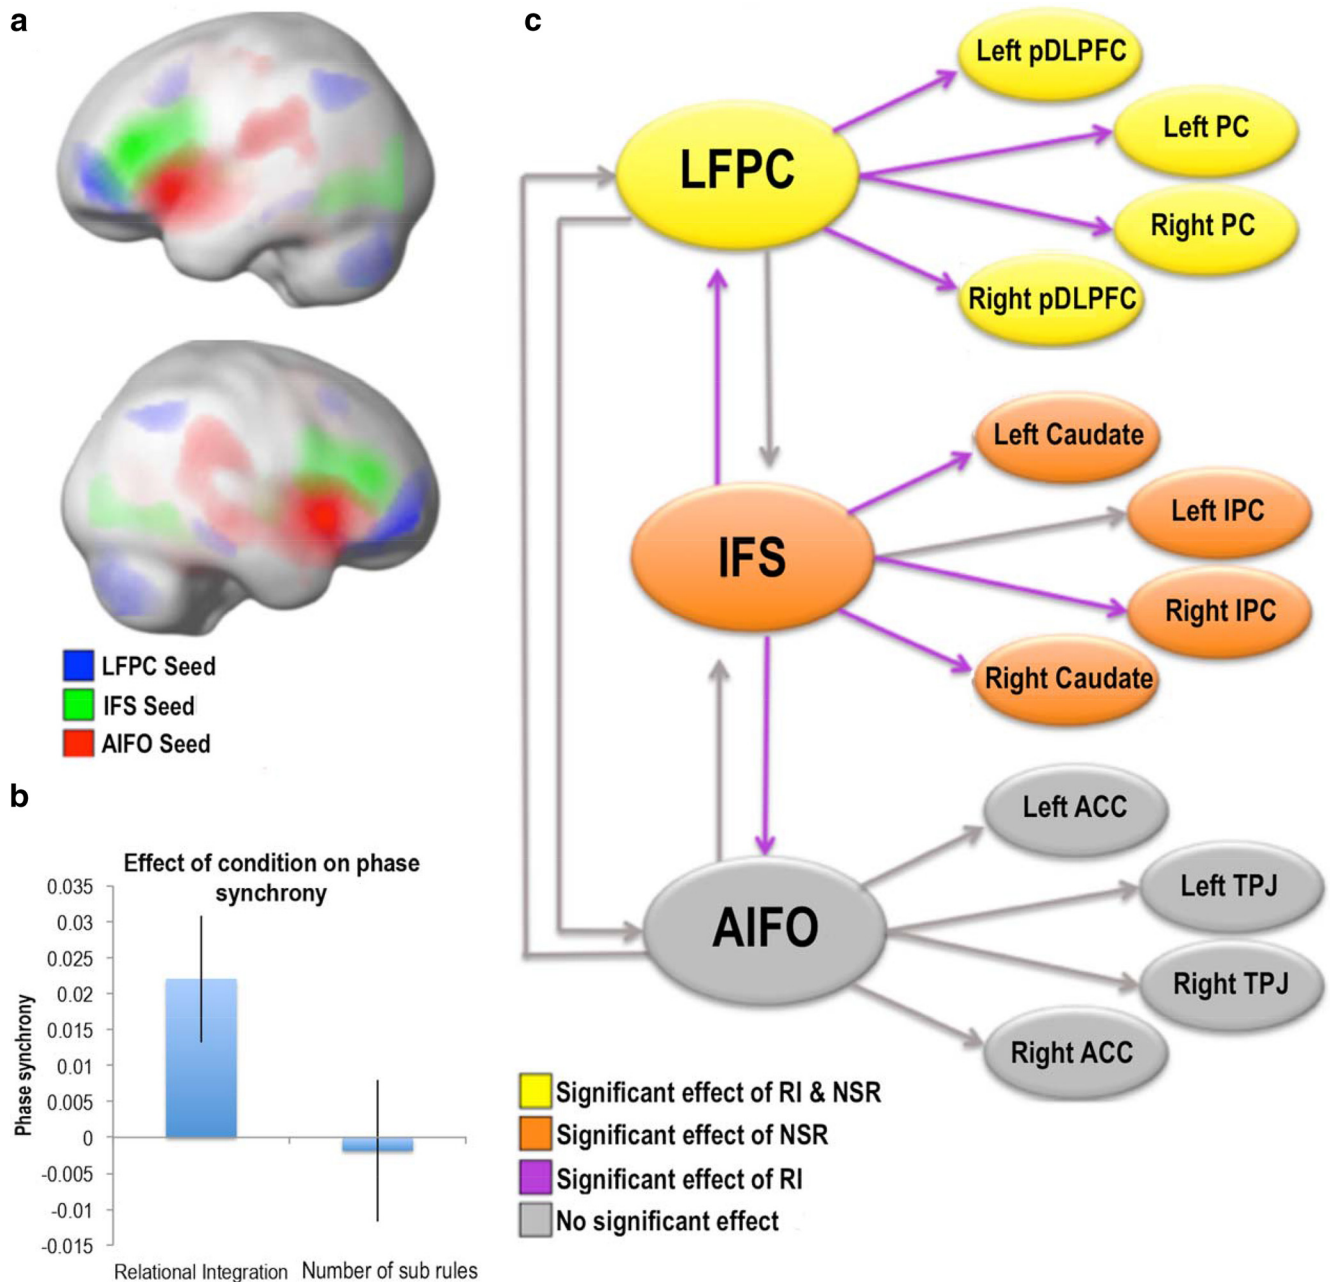 a
LFPC Seed
IFS Seed
AIFO Seed
b
Effect of condition on phase
synchrony
Phase synchrony
0.035
0.03
0.025
0.02
0.015
0.01
0.005
0
-0.005
-0.01
-0.015
Relational Integration
Number of sub rules
c
LFPC
Left pDLPFC
Left PC
Right PC
Right pDLPFC
IFS
Left Caudate
Left IPC
Right IPC
Right Caudate
AIFO
Left ACC
Left TPJ
Right TPJ
Right ACC
Significant effect of RI & NSR
Significant effect of NSR
Significant effect of RI
No significant effect